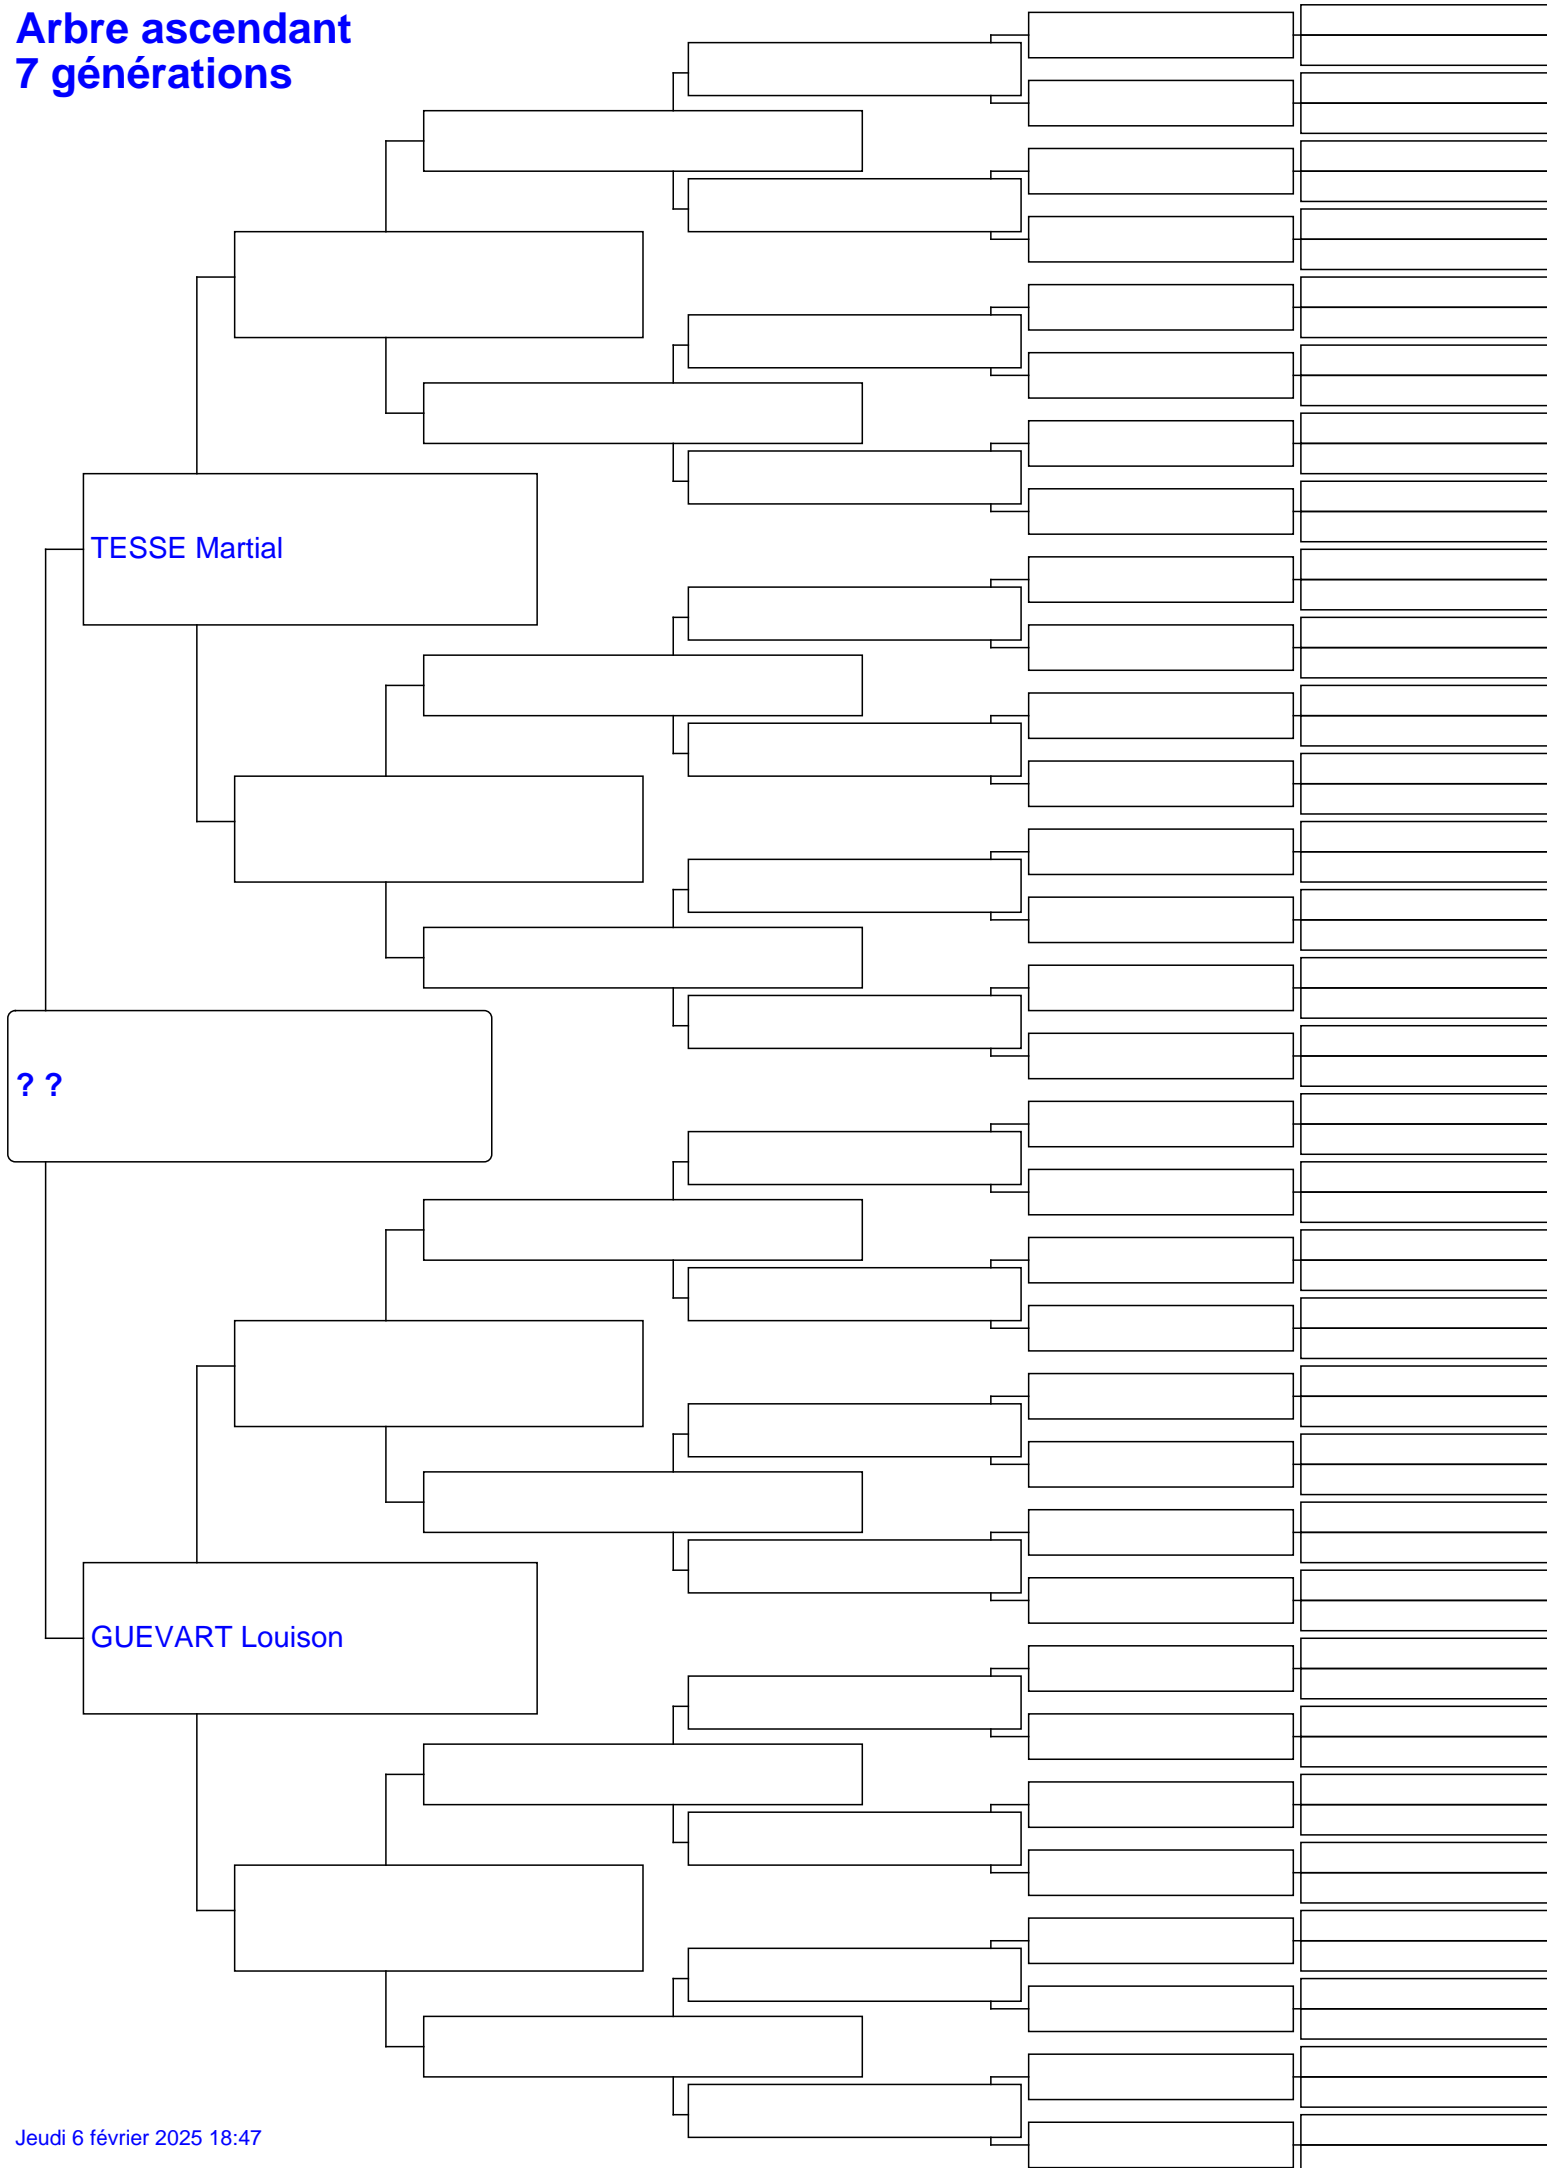 Arbre ascendant
7 générations
TESSE Martial
? ?
GUEVART Louison
Jeudi 6 février 2025 18:47